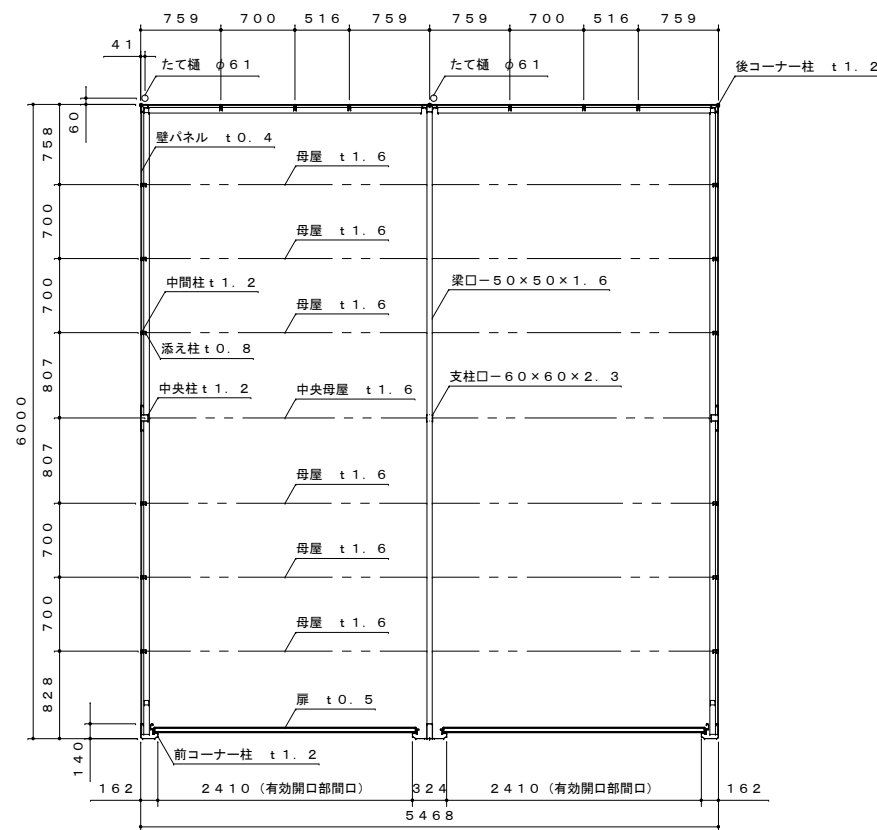 759 700 516 759 759 700 516 759
41
たて樋 φ61 たて樋 φ61
後コーナー柱 t1.2
60
758
壁パネル t0.4
母屋 t1.6
700
母屋 t1.6
中間柱t1.2
梁口-50×50×1.6
700
母屋 t1.6
添え柱t0.8
807
中央柱t1.2
中央母屋 t1.6
支柱口-60×60×2.3
6000
807
母屋 t1.6
700
母屋 t1.6
700
母屋 t1.6
828
扉 t0.5
140
前コーナー柱 t1.2
162 2410(有効開口部間口) 324 2410(有効開口部間口) 162
5468